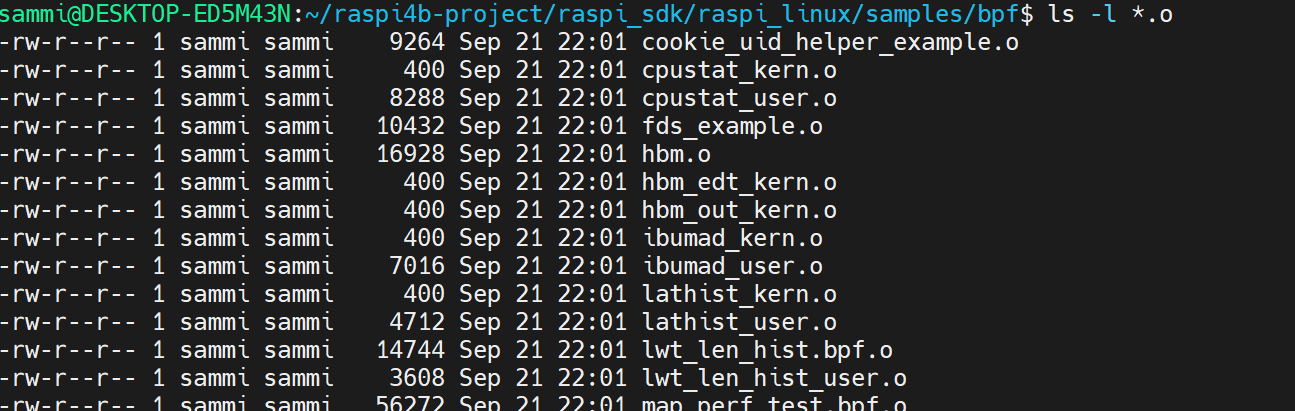 sammi@DESKTOP-ED5M43N:~/raspi4b-project/raspi_sdk/raspi_linux/samples/bpf$ ls -l *.o
-rw-r--r-- 1 sammi sammi    9264 Sep 21 22:01 cookie_uid_helper_example.o
-rw-r--r-- 1 sammi sammi     400 Sep 21 22:01 cpustat_kern.o
-rw-r--r-- 1 sammi sammi    8288 Sep 21 22:01 cpustat_user.o
-rw-r--r-- 1 sammi sammi   10432 Sep 21 22:01 fds_example.o
-rw-r--r-- 1 sammi sammi   16928 Sep 21 22:01 hbm.o
-rw-r--r-- 1 sammi sammi     400 Sep 21 22:01 hbm_edt_kern.o
-rw-r--r-- 1 sammi sammi     400 Sep 21 22:01 hbm_out_kern.o
-rw-r--r-- 1 sammi sammi     400 Sep 21 22:01 ibumad_kern.o
-rw-r--r-- 1 sammi sammi    7016 Sep 21 22:01 ibumad_user.o
-rw-r--r-- 1 sammi sammi     400 Sep 21 22:01 lathist_kern.o
-rw-r--r-- 1 sammi sammi    4712 Sep 21 22:01 lathist_user.o
-rw-r--r-- 1 sammi sammi   14744 Sep 21 22:01 lwt_len_hist.bpf.o
-rw-r--r-- 1 sammi sammi    3608 Sep 21 22:01 lwt_len_hist_user.o
-rw-r--r-- 1 sammi sammi   56272 Sep 21 22:01 map_perf_test.bpf.o